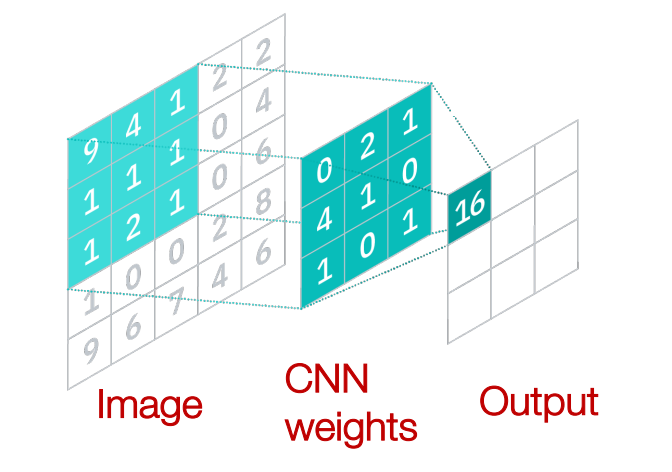 9 4 1 2 2
1 1 1 0 4
1 2 1 0 6
1 0 0 2 8
9 6 7 4 6
0 2 1
4 1 0
1 0 1
16
Image
CNN
weights
Output